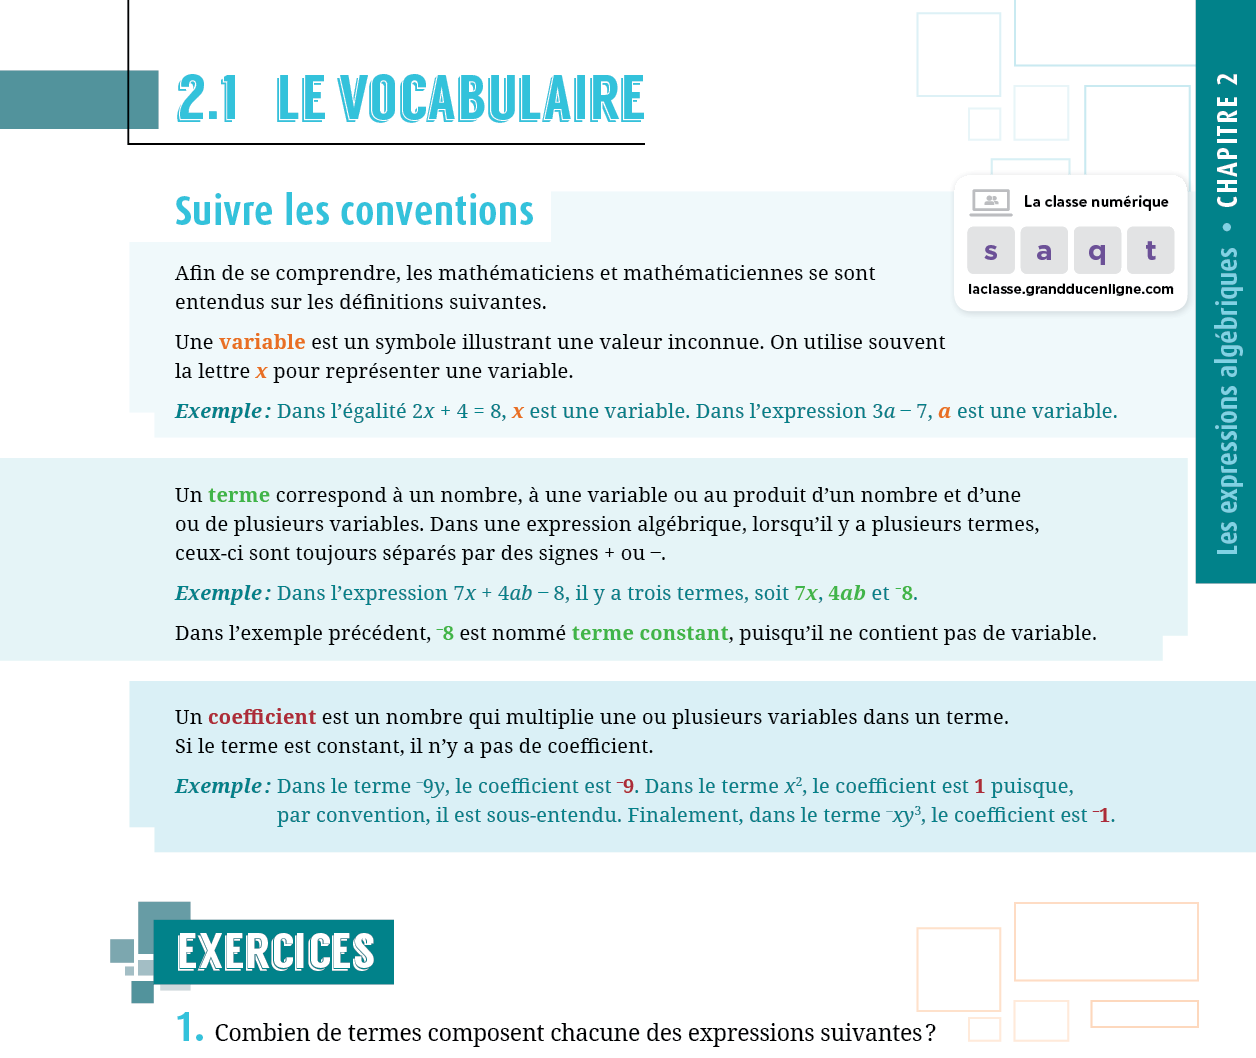 2.1 LE VOCABULAIRE
Suivre les conventions
La classe numérique
s a q t
laclasse.grandducenligne.com
Afin de se comprendre, les mathématiciens et mathématiciennes se sont
entendus sur les définitions suivantes.
Une variable est un symbole illustrant une valeur inconnue. On utilise souvent
la lettre x pour représenter une variable.
Exemple : Dans l’égalité 2x + 4 = 8, x est une variable. Dans l’expression 3a − 7, a est une variable.
Un terme correspond à un nombre, à une variable ou au produit d’un nombre et d’une
ou de plusieurs variables. Dans une expression algébrique, lorsqu’il y a plusieurs termes,
ceux-ci sont toujours séparés par des signes + ou −.
Exemple : Dans l’expression 7x + 4ab − 8, il y a trois termes, soit 7x, 4ab et ⁻8.
Dans l’exemple précédent, ⁻8 est nommé terme constant, puisqu’il ne contient pas de variable.
Un coefficient est un nombre qui multiplie une ou plusieurs variables dans un terme.
Si le terme est constant, il n’y a pas de coefficient.
Exemple : Dans le terme ⁻9y, le coefficient est ⁻9. Dans le terme x², le coefficient est 1 puisque,
par convention, il est sous-entendu. Finalement, dans le terme ⁻xy³, le coefficient est ⁻1.
EXERCICES
1. Combien de termes composent chacune des expressions suivantes ?
Les expressions algébriques • CHAPITRE 2